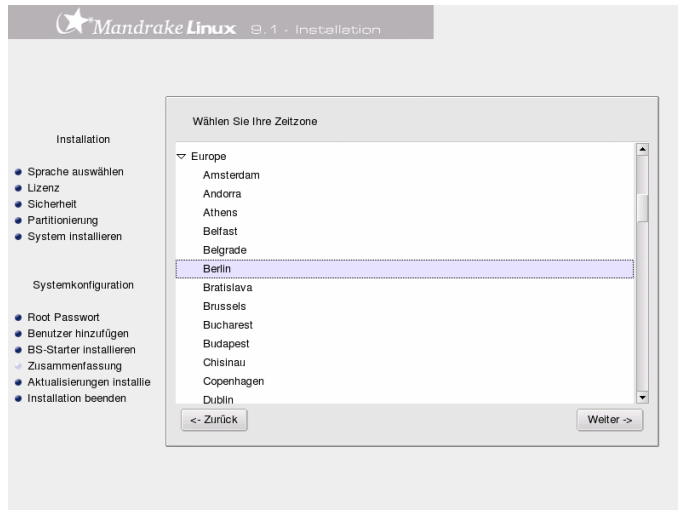 Mandrake Linux 9.1 - Installation
Installation
Sprache auswählen
Lizenz
Sicherheit
Partitionierung
System installieren
Systemkonfiguration
Root Passwort
Benutzer hinzufügen
BS-Starter installieren
Zusammenfassung
Aktualisierungen installie
Installation beenden
Wählen Sie Ihre Zeitzone
Europe
Amsterdam
Andorra
Athens
Belfast
Belgrade
Berlin
Bratislava
Brussels
Bucharest
Budapest
Chisinau
Copenhagen
Dublin
<- Zurück
Weiter ->